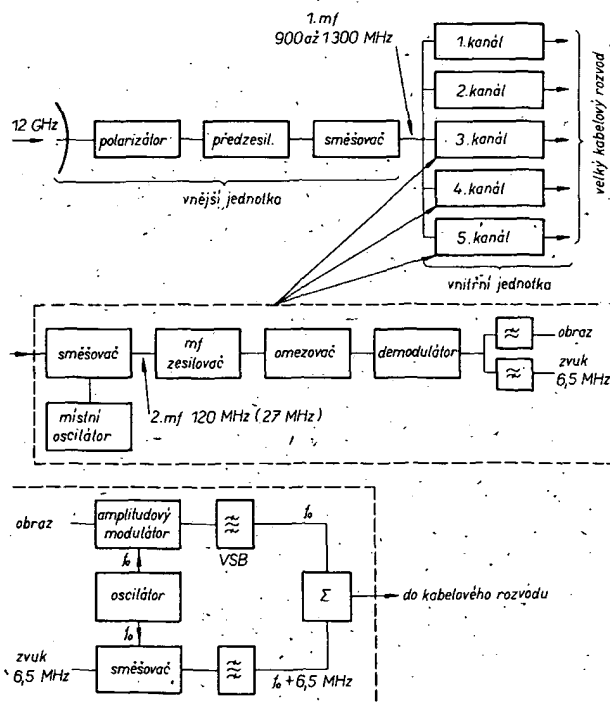 1. mf
900 až 1300 MHz
12 GHz
polarizátor
předzesil.
směšovač
vnější jednotka
1. kanál
2. kanál
3. kanál
4. kanál
5. kanál
vnitřní jednotka
velký kabelový rozvod
směšovač
mf
zesilovač
omezovač
demodulátor
obraz
zvuk
6,5 MHz
místní
oscilátor
2. mf 120 MHz (27 MHz)
obraz
amplitudový
modulátor
VSB
f₀
f₀
oscilátor
Σ
do kabelového rozvodu
f₀
zvuk
6,5 MHz
směšovač
f₀ + 6,5 MHz